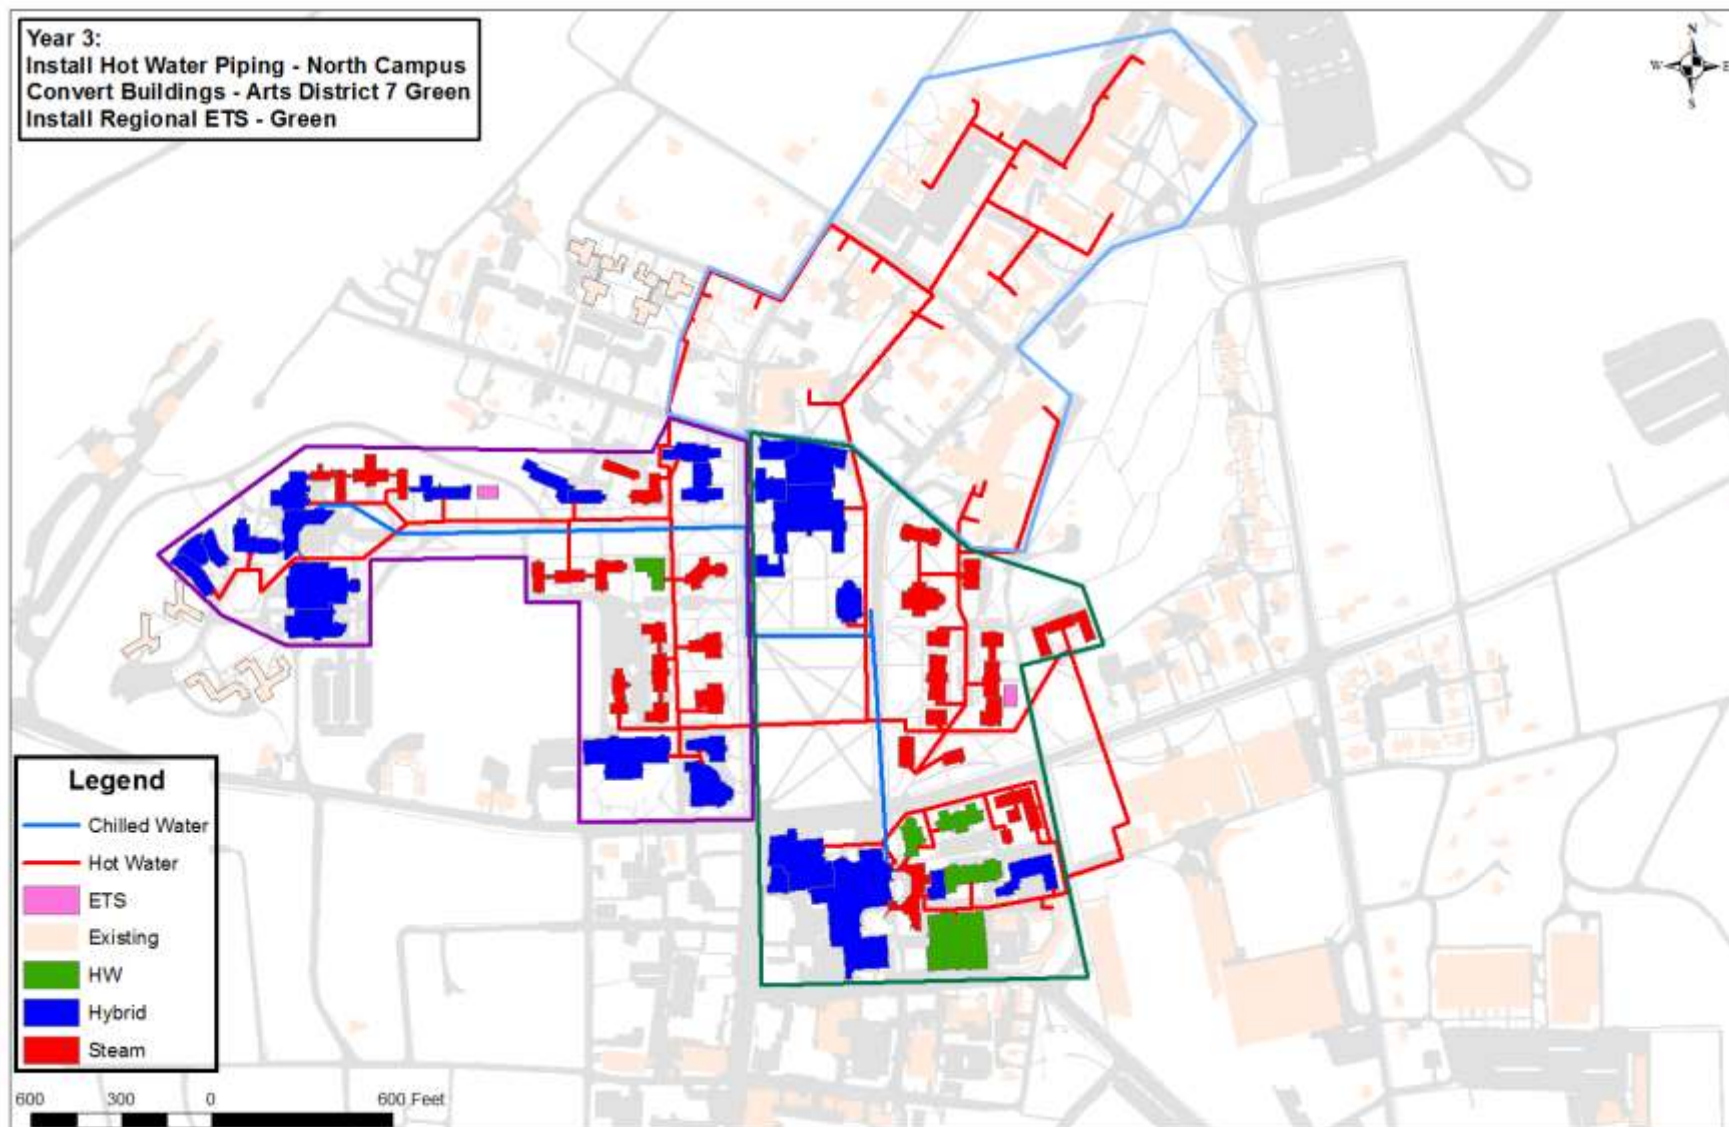 Year 3:
Install Hot Water Piping - North Campus
Convert Buildings - Arts District 7 Green
Install Regional ETS - Green
N
W E
S
Legend
Chilled Water
Hot Water
ETS
Existing
HW
Hybrid
Steam
600 300 0 600 Feet